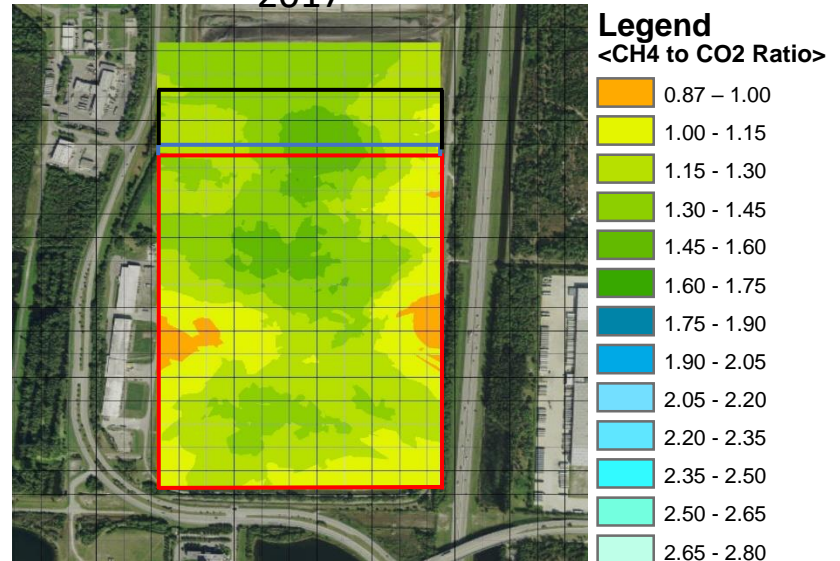 2017
Legend
<CH4 to CO2 Ratio>
0.87 – 1.00
1.00 - 1.15
1.15 - 1.30
1.30 - 1.45
1.45 - 1.60
1.60 - 1.75
1.75 - 1.90
1.90 - 2.05
2.05 - 2.20
2.20 - 2.35
2.35 - 2.50
2.50 - 2.65
2.65 - 2.80